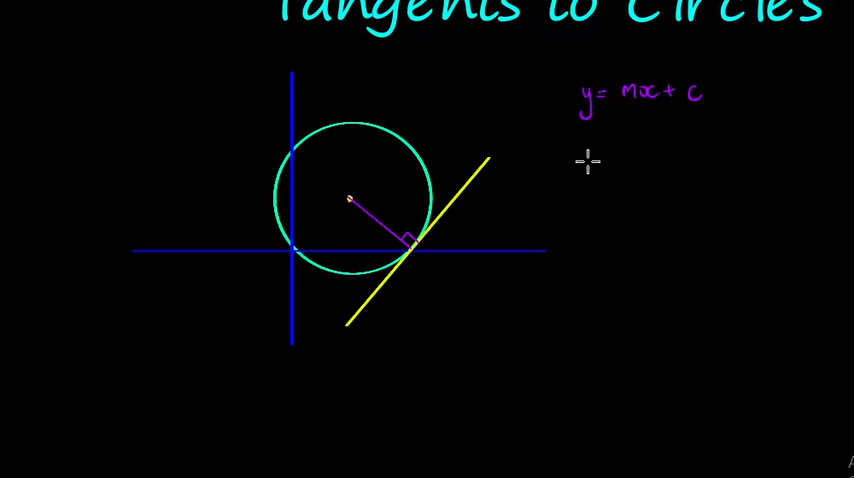 Tangents to Circles
y = mx + c